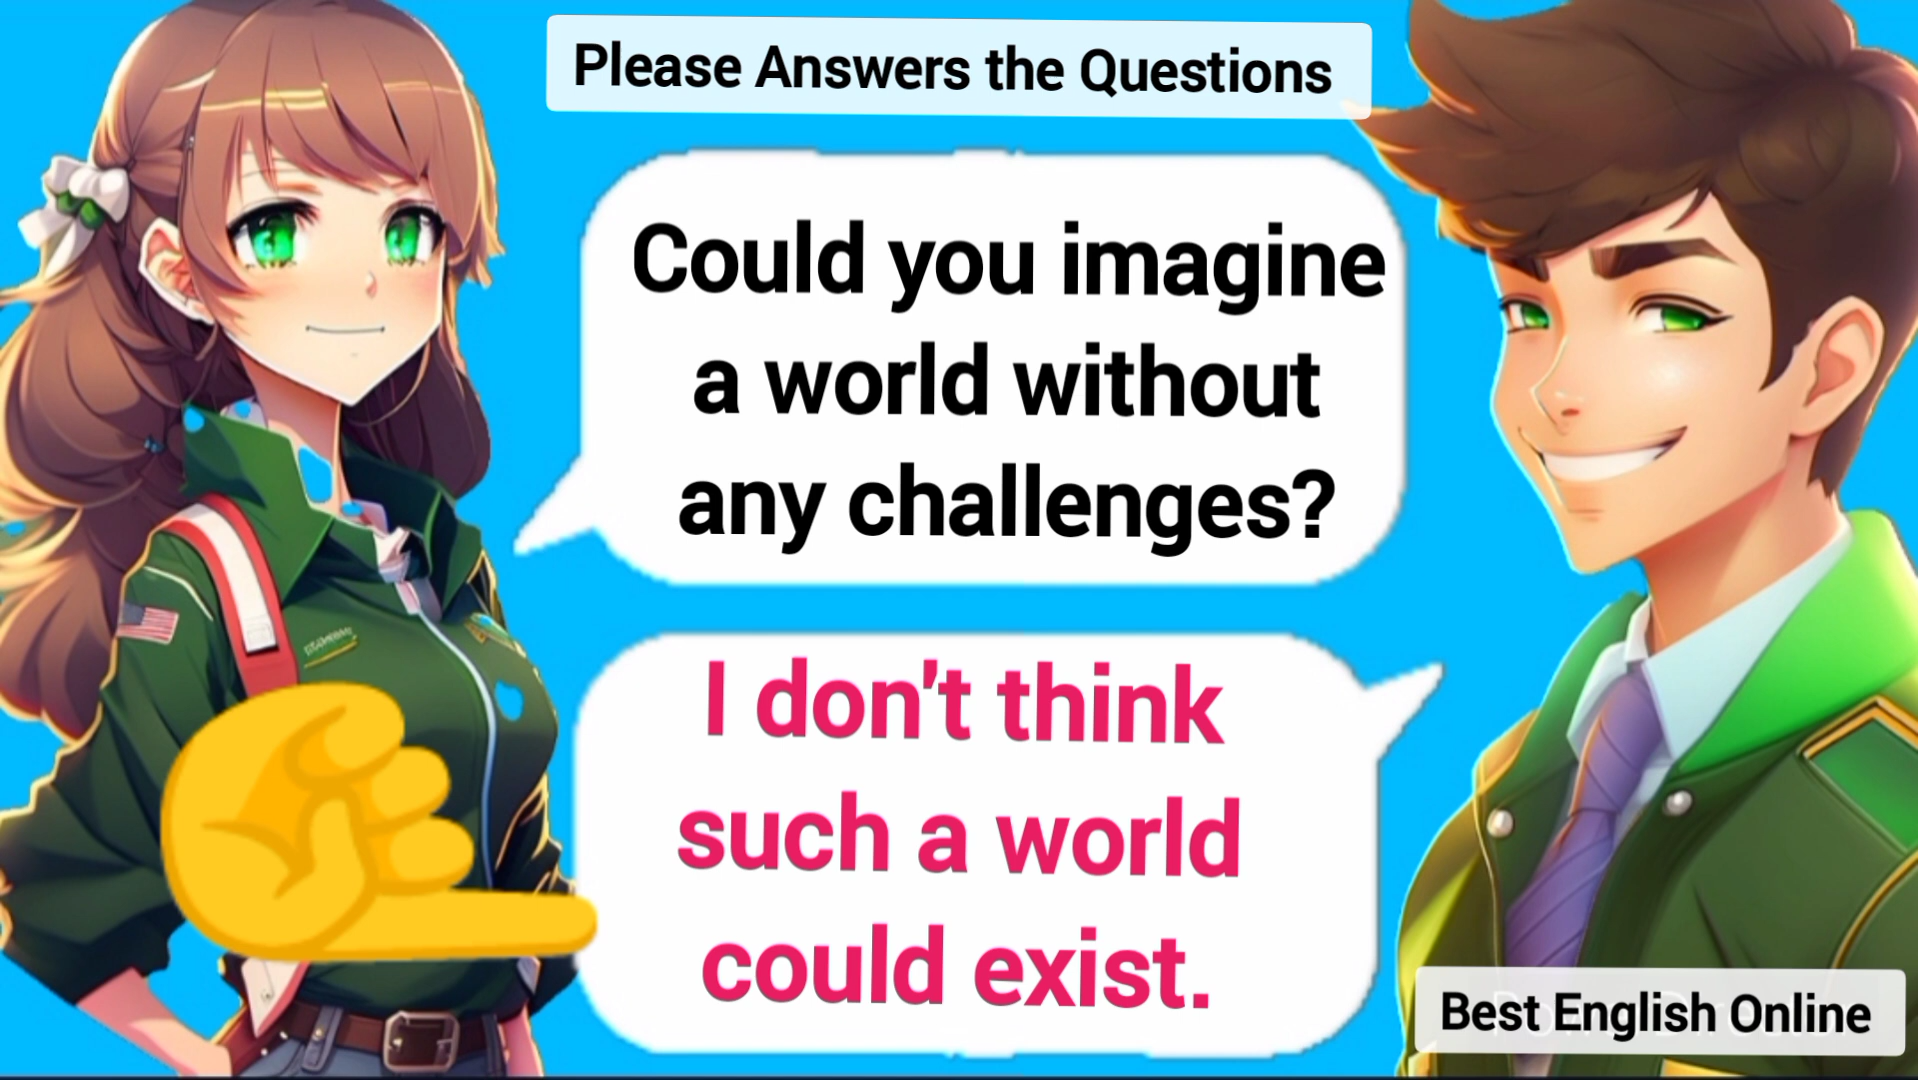 Please Answers the Questions
Could you imagine
a world without
any challenges?
I don't think
such a world
could exist.
Best English Online